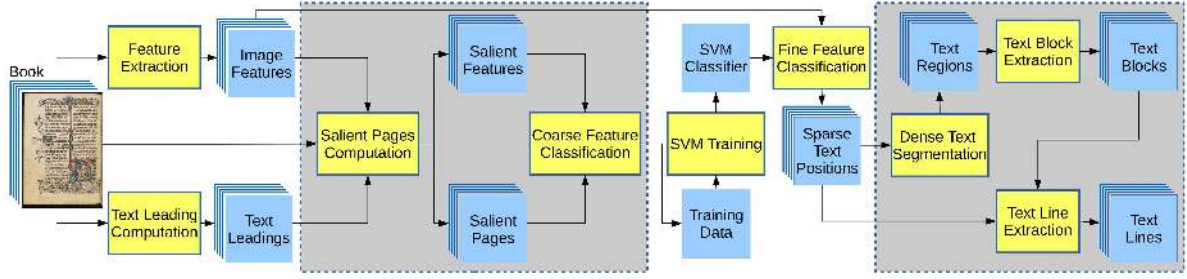 Book
Feature
Extraction
Image
Features
Text Leading
Computation
Text
Leadings
Salient Pages
Computation
Salient
Features
Salient
Pages
Coarse Feature
Classification
SVM
Classifier
SVM Training
Training
Data
Fine Feature
Classification
Sparse
Text
Positions
Text
Regions
Dense Text
Segmentation
Text Block
Extraction
Text
Blocks
Text Line
Extraction
Text
Lines